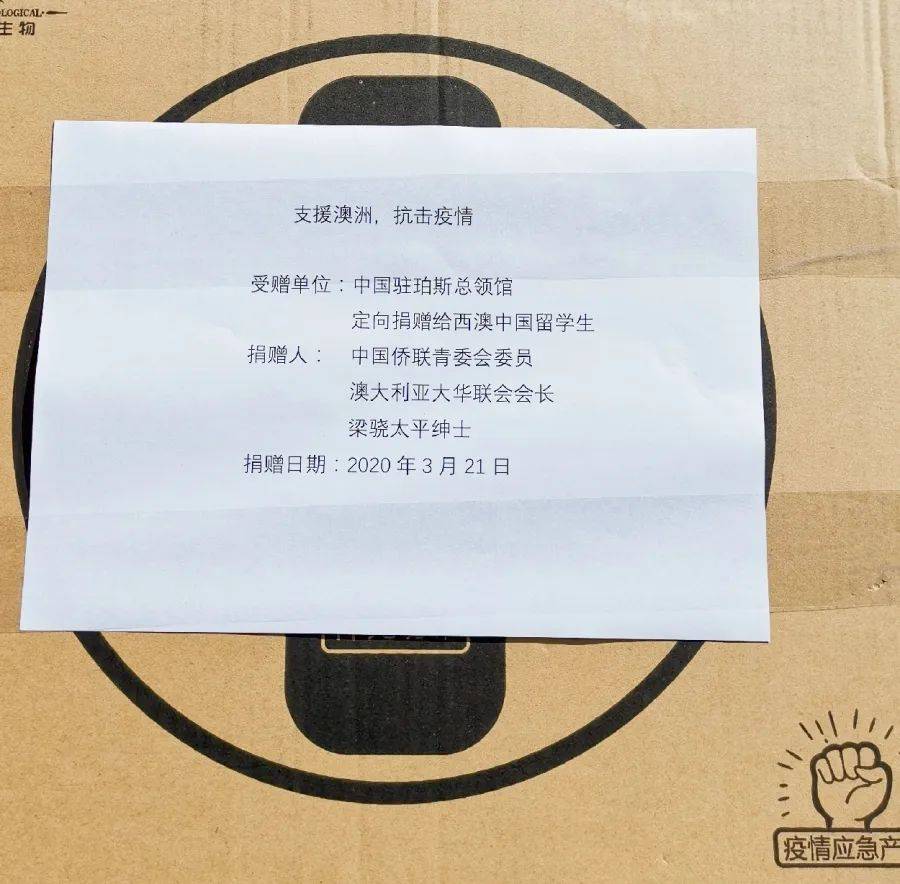 OLOGICAL
生物
支援澳洲，抗击疫情
受赠单位：中国驻珀斯总领馆
定向捐赠给西澳中国留学生
捐赠人： 中国侨联青委会委员
澳大利亚大华联会会长
梁骁太平绅士
捐赠日期：2020 年 3 月 21 日
疫情应急产